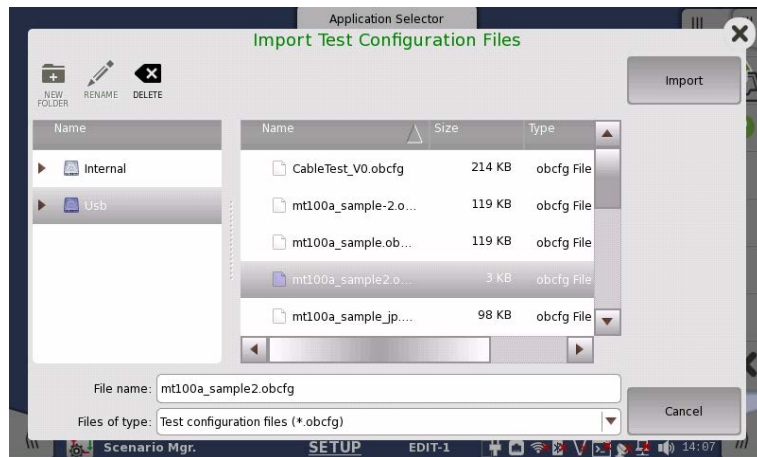 Application Selector
Import Test Configuration Files
NEW FOLDER
RENAME
DELETE
Import
Name
Name
Size
Type
Internal
Usb
CableTest_V0.obcfg
214 KB
obcfg File
mt100a_sample-2.o...
119 KB
obcfg File
mt100a_sample.ob...
119 KB
obcfg File
mt100a_sample2.o...
3 KB
obcfg File
mt100a_sample_jp....
98 KB
obcfg File
File name:
mt100a_sample2.obcfg
Files of type:
Test configuration files (*.obcfg)
Cancel
Scenario Mgr.
SETUP
EDIT-1
14:07